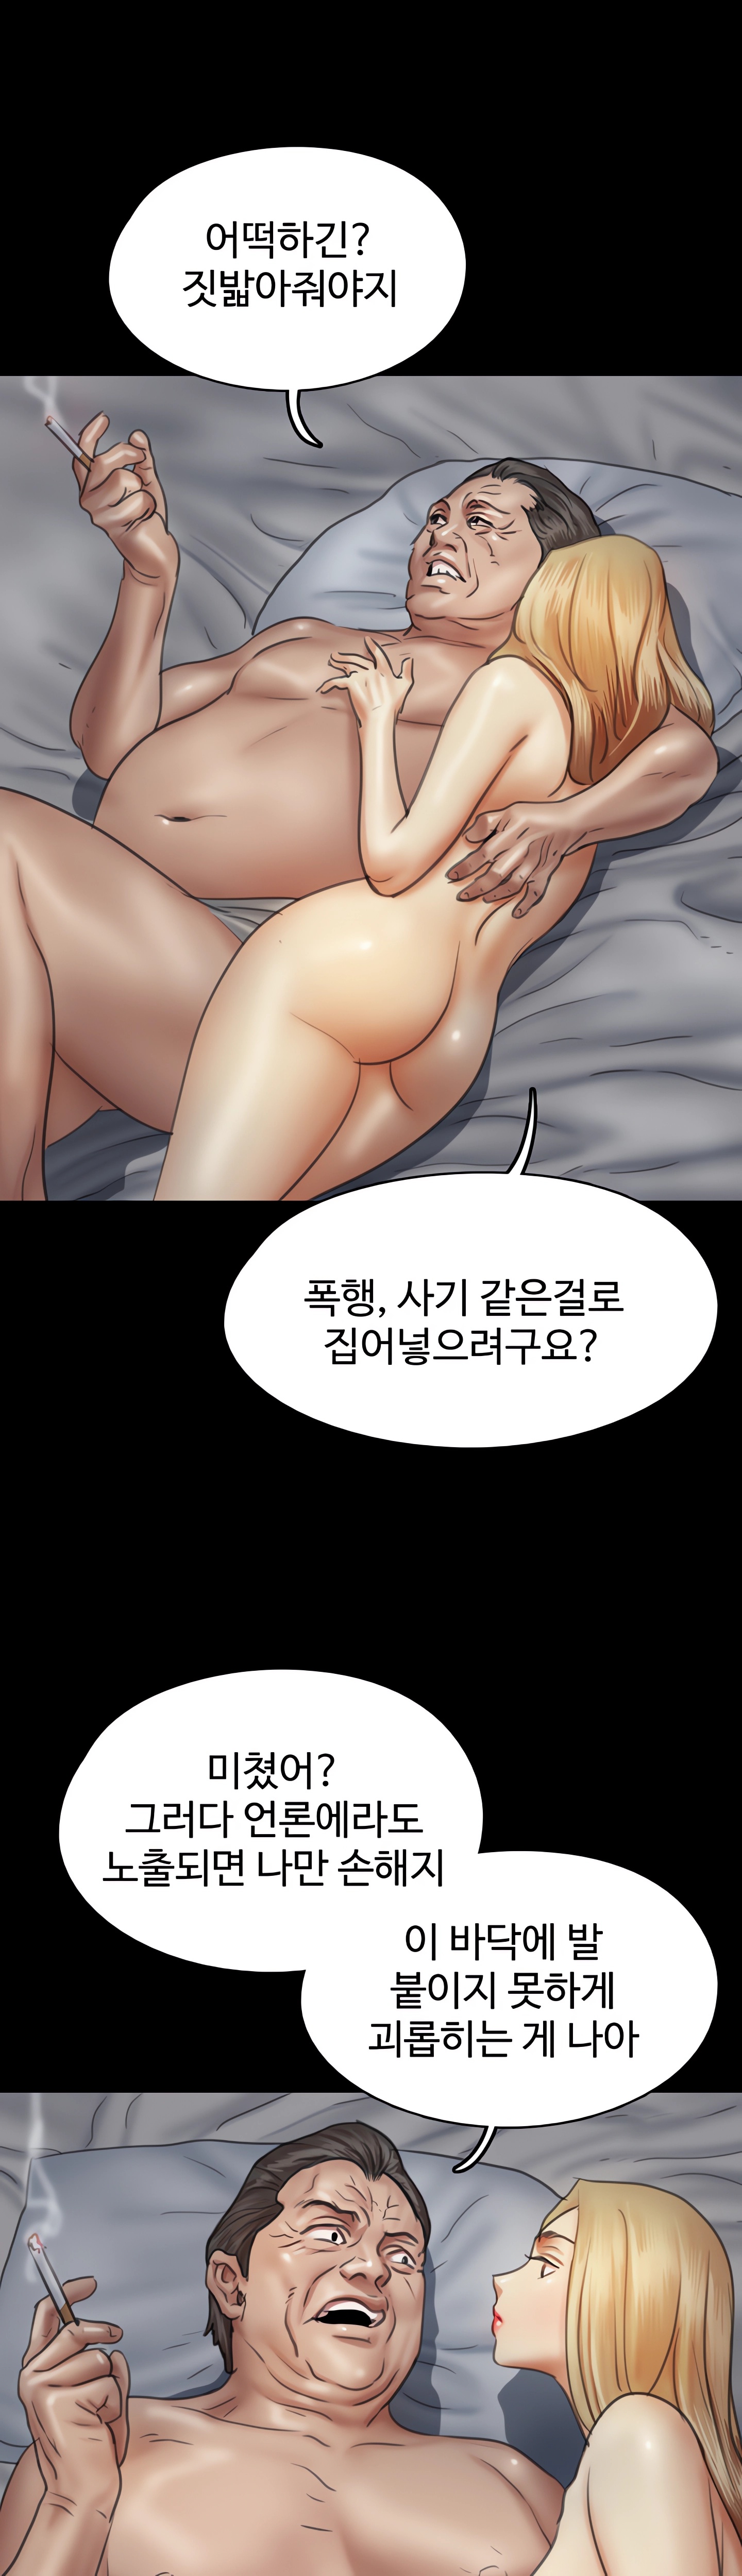 어떡하긴?
짓밟아줘야지
폭행, 사기 같은걸로
집어넣으려구요?
미쳤어?
그러다 언론에라도
노출되면 나만 손해지
이 바닥에 발
붙이지 못하게
괴롭히는 게 나아